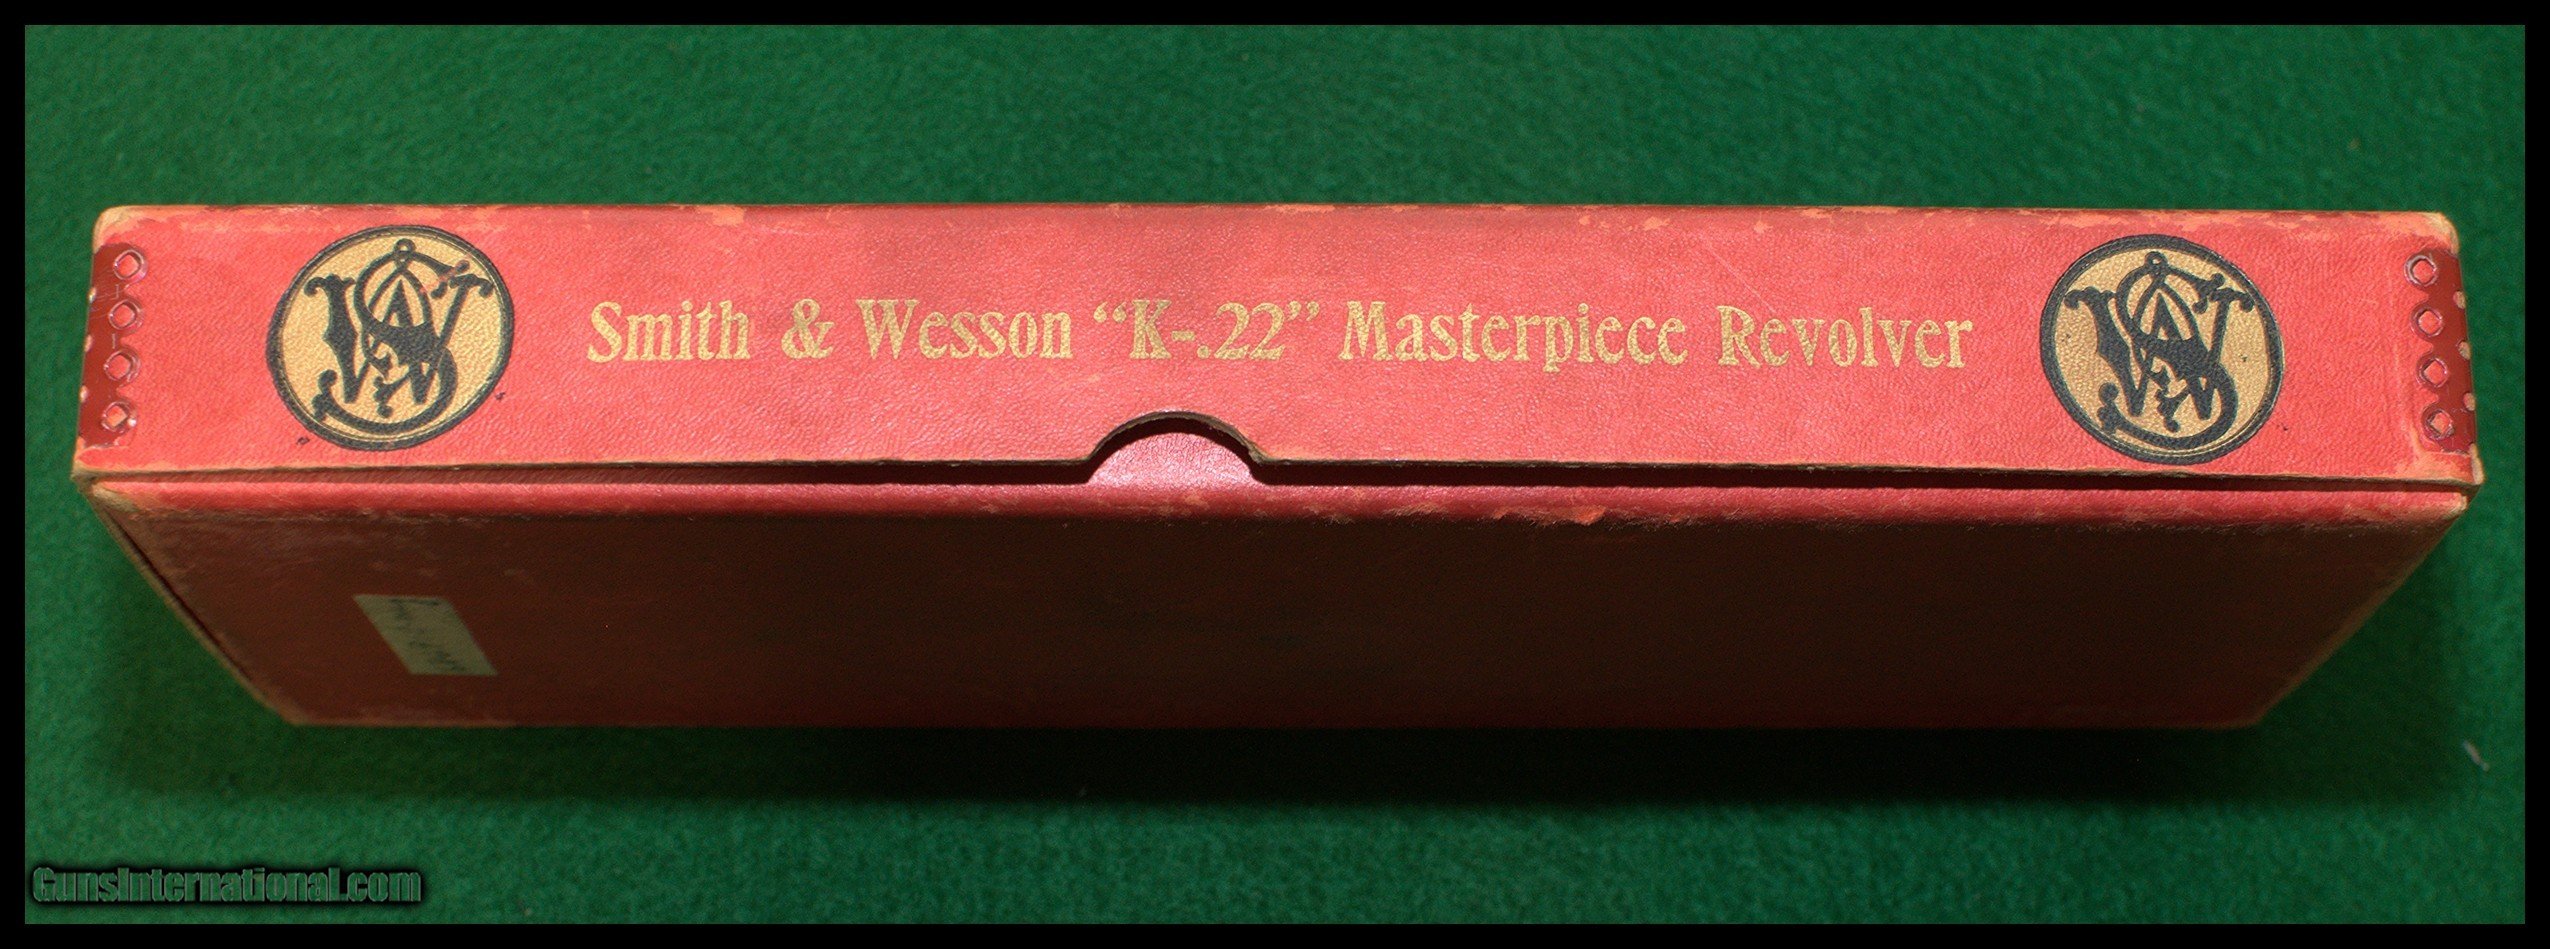 Smith & Wesson “K-.22” Masterpiece Revolver
GunsInternational.com